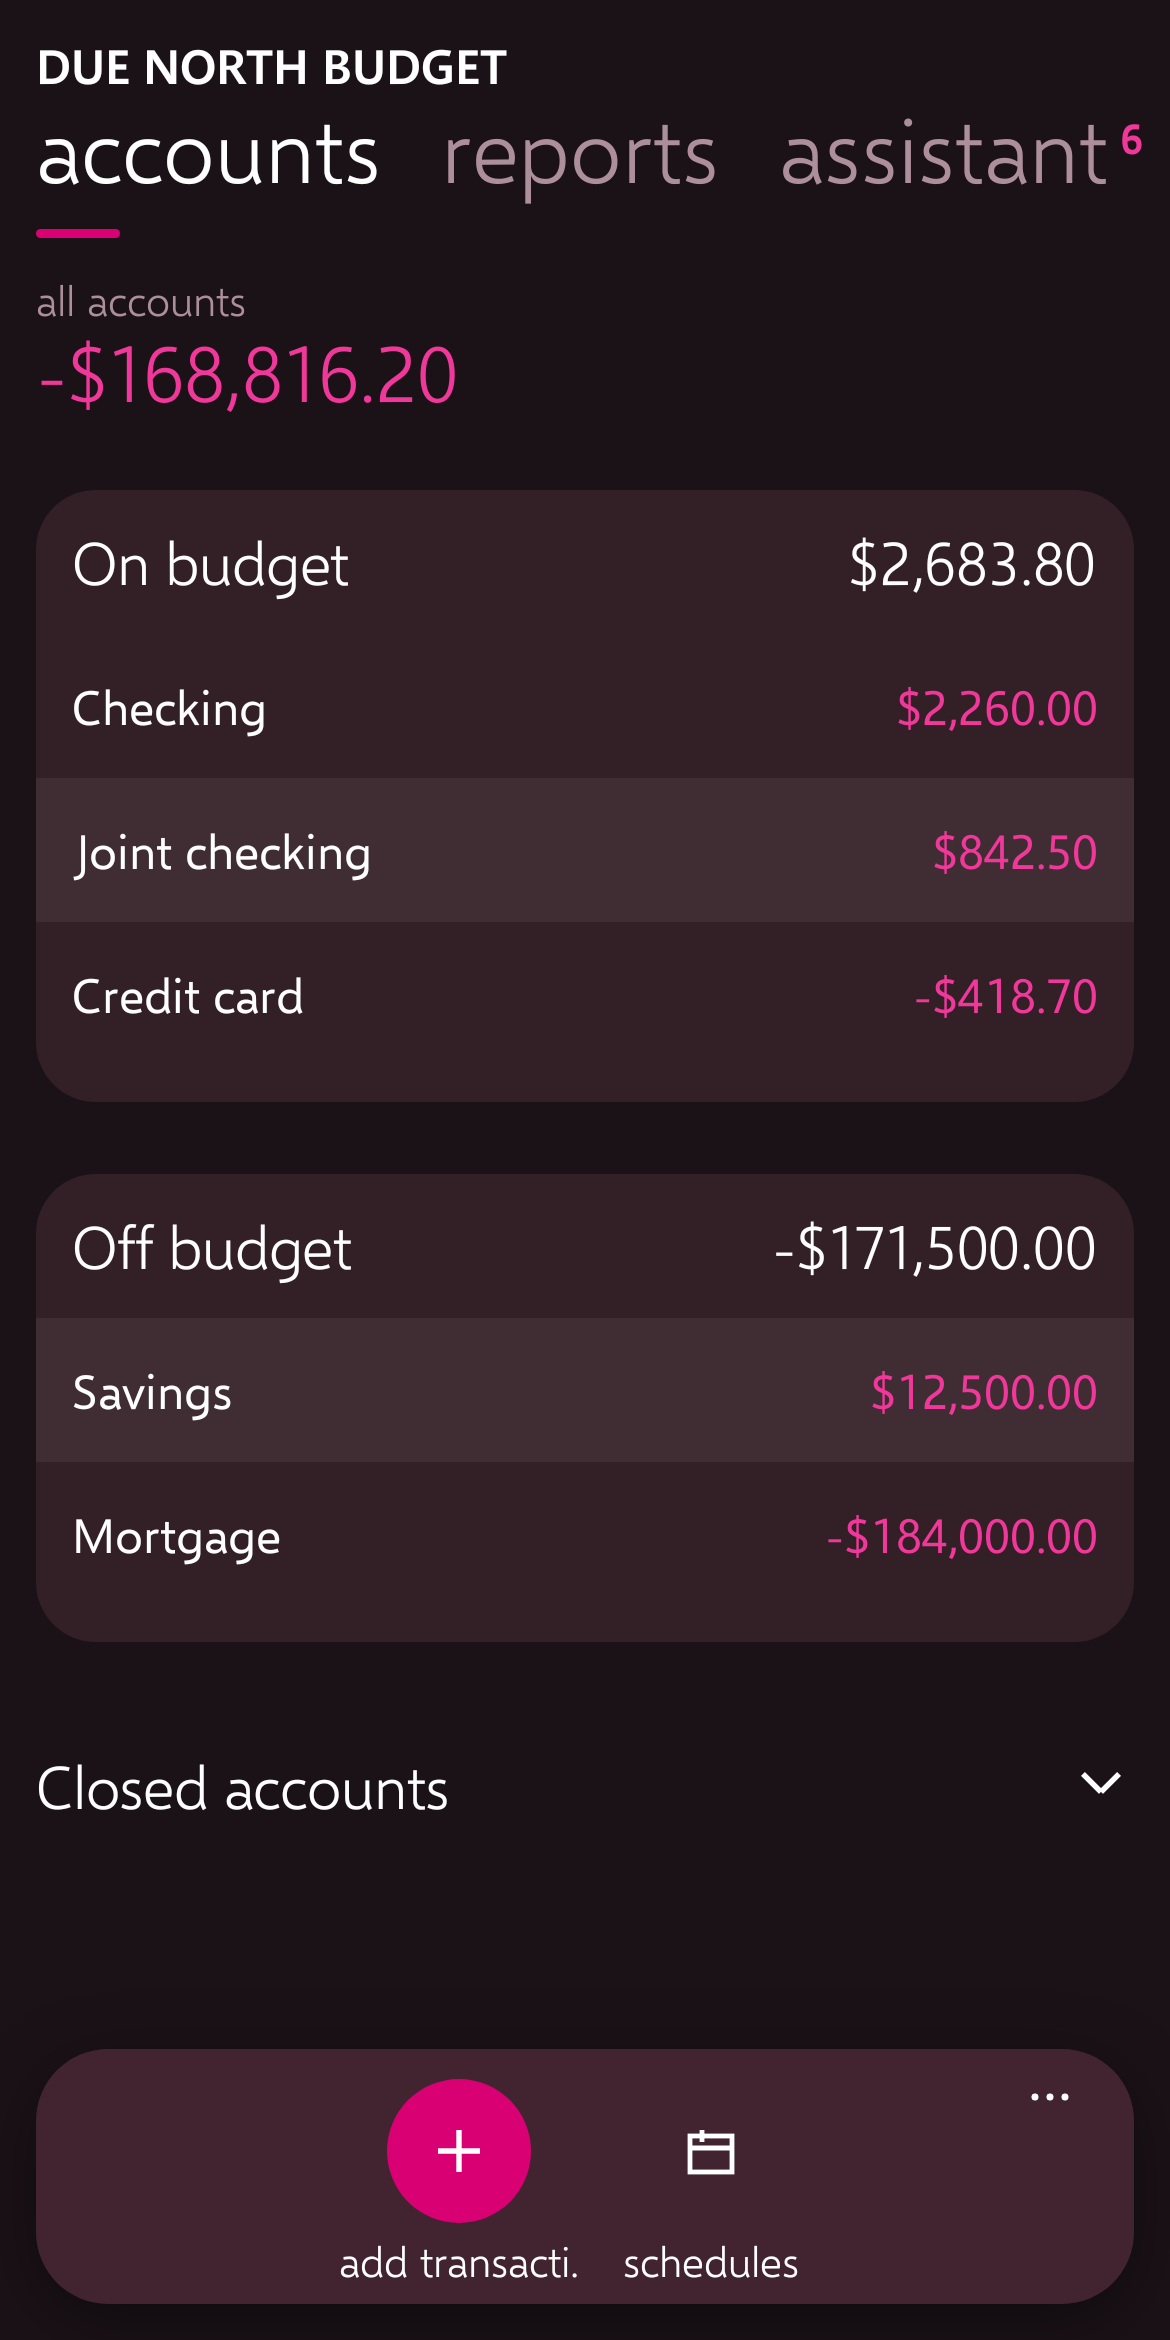 DUE NORTH BUDGET
accounts reports assistant 6
all accounts
-$168,816.20
On budget $2,683.80
Checking $2,260.00
Joint checking $842.50
Credit card -$418.70
Off budget -$171,500.00
Savings $12,500.00
Mortgage -$184,000.00
Closed accounts
add transacti. schedules